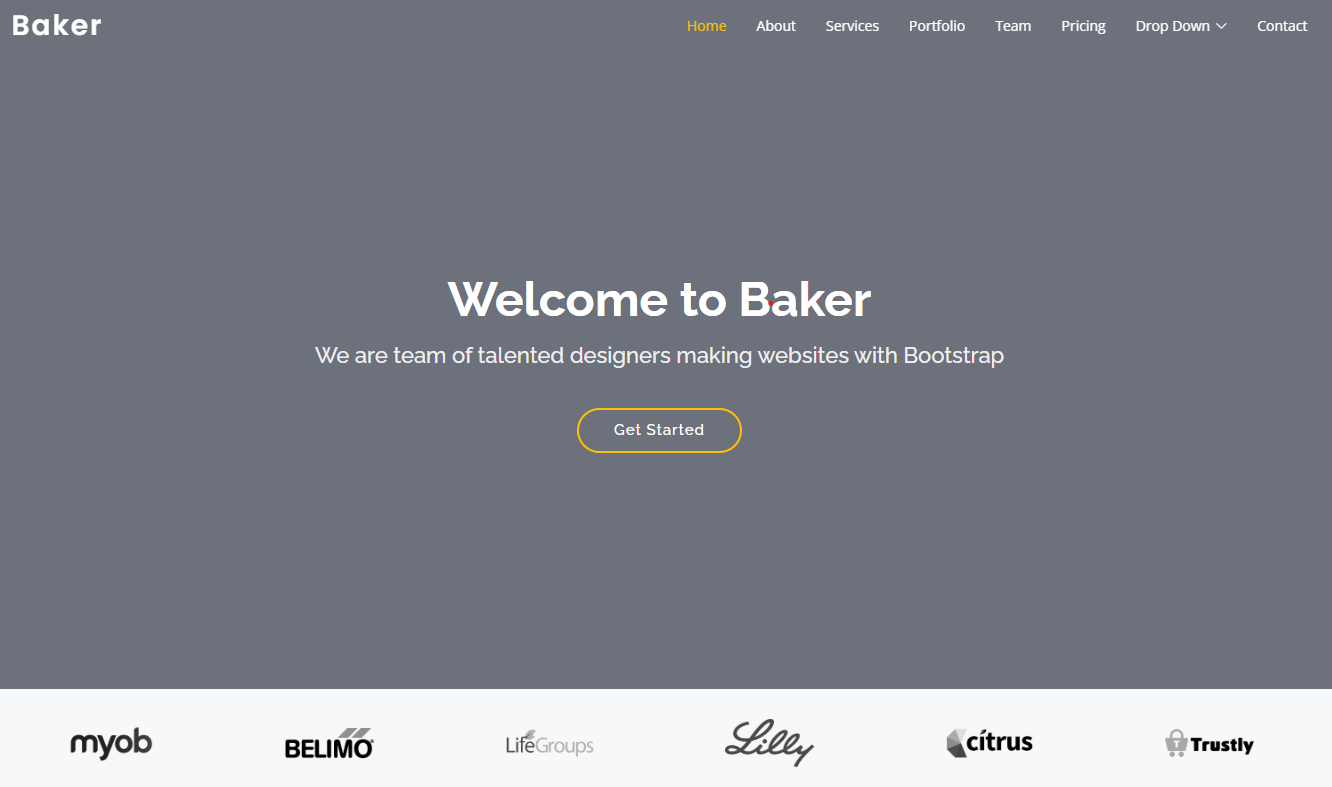 Baker
Home About Services Portfolio Team Pricing Drop Down Contact
Welcome to Baker
We are team of talented designers making websites with Bootstrap
Get Started
myob BELIMO LifeGroups Lilly cítrus T Trustly